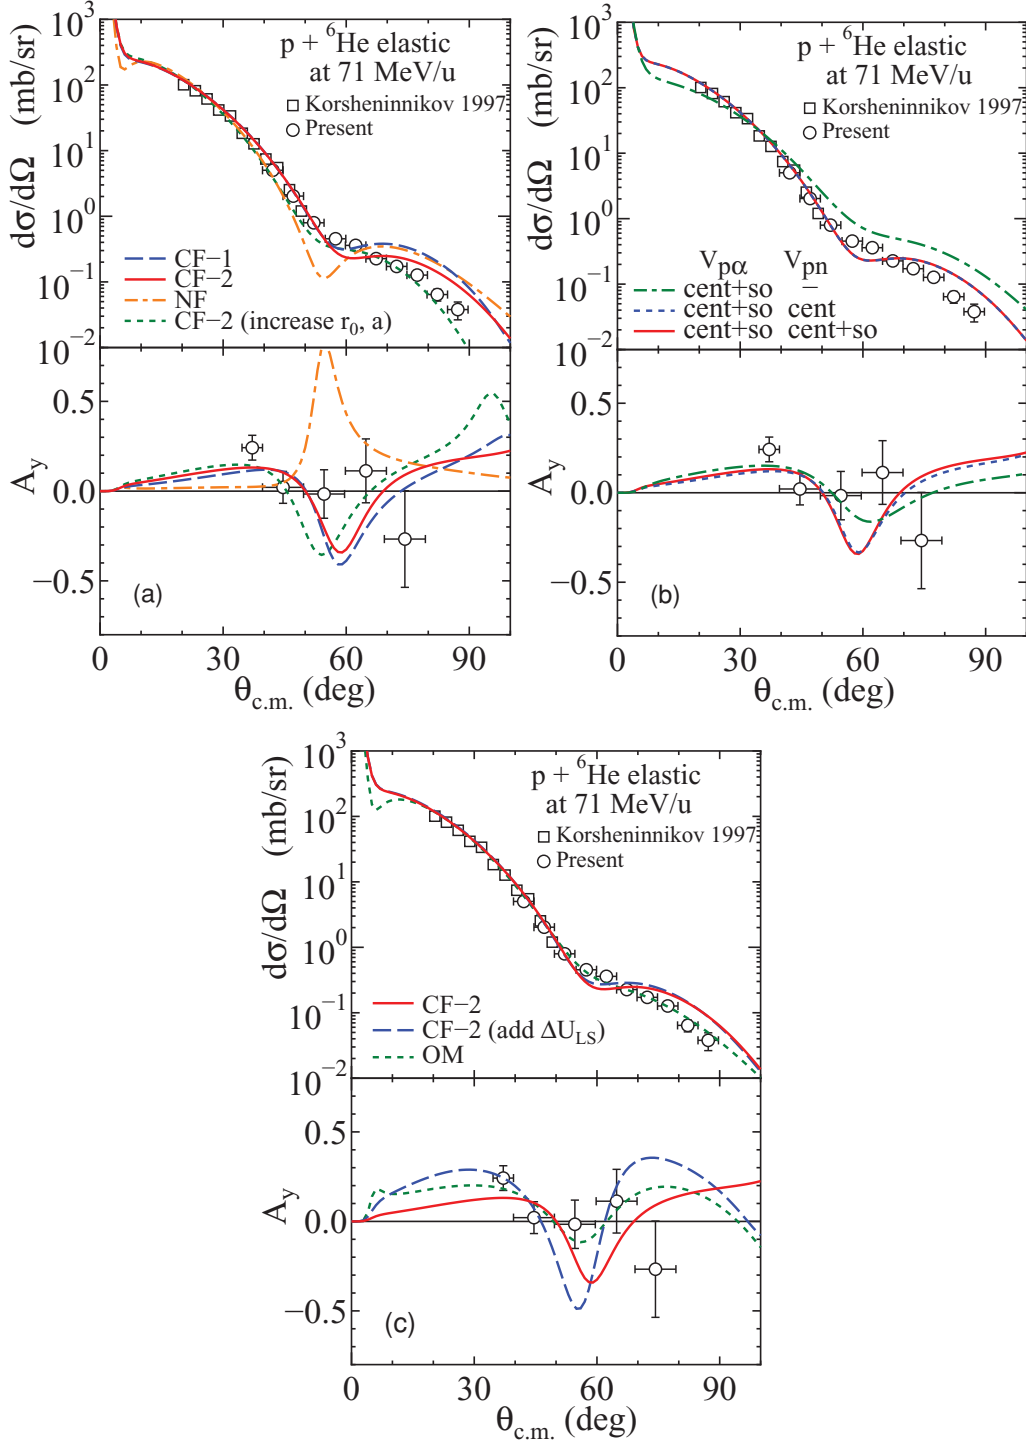 10³
p + ⁶He elastic
at 71 MeV/u
□ Korsheninnikov 1997
○ Present
dσ/dΩ (mb/sr)
10²
10¹
10⁰
10⁻¹
10⁻²
CF−1
CF−2
NF
CF−2 (increase r₀, a)
A_y
0.5
0.0
−0.5
(a)
0 30 60 90
θ_c.m. (deg)
10³
p + ⁶He elastic
at 71 MeV/u
□ Korsheninnikov 1997
○ Present
dσ/dΩ (mb/sr)
10²
10¹
10⁰
10⁻¹
10⁻²
V_pα V_pn
cent+so −
cent+so cent
cent+so cent+so
A_y
0.5
0.0
−0.5
(b)
0 30 60 90
θ_c.m. (deg)
10³
p + ⁶He elastic
at 71 MeV/u
□ Korsheninnikov 1997
○ Present
dσ/dΩ (mb/sr)
10²
10¹
10⁰
10⁻¹
10⁻²
CF−2
CF−2 (add ΔU_LS)
OM
A_y
0.5
0.0
−0.5
(c)
0 30 60 90
θ_c.m. (deg)